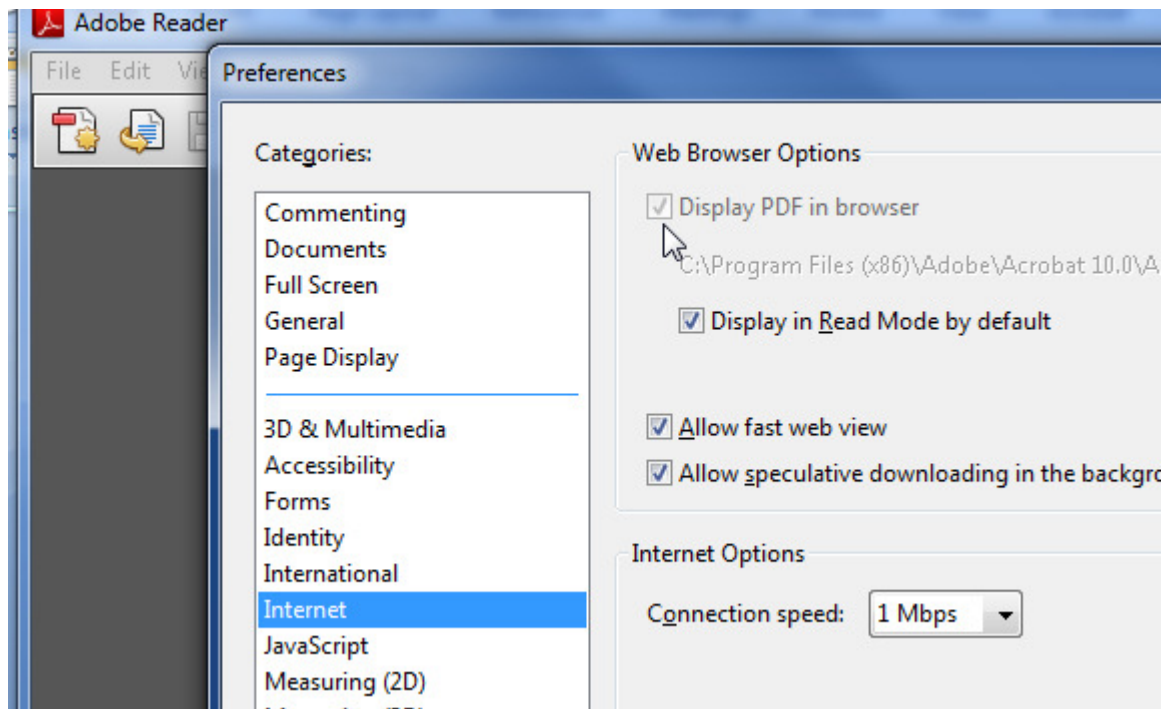 Adobe Reader
File Edit Vie
Preferences
Categories:
Commenting
Documents
Full Screen
General
Page Display
3D & Multimedia
Accessibility
Forms
Identity
International
Internet
JavaScript
Measuring (2D)
Web Browser Options
Display PDF in browser
C:\Program Files (x86)\Adobe\Acrobat 10.0\A
Display in Read Mode by default
Allow fast web view
Allow speculative downloading in the backgro
Internet Options
Connection speed: 1 Mbps